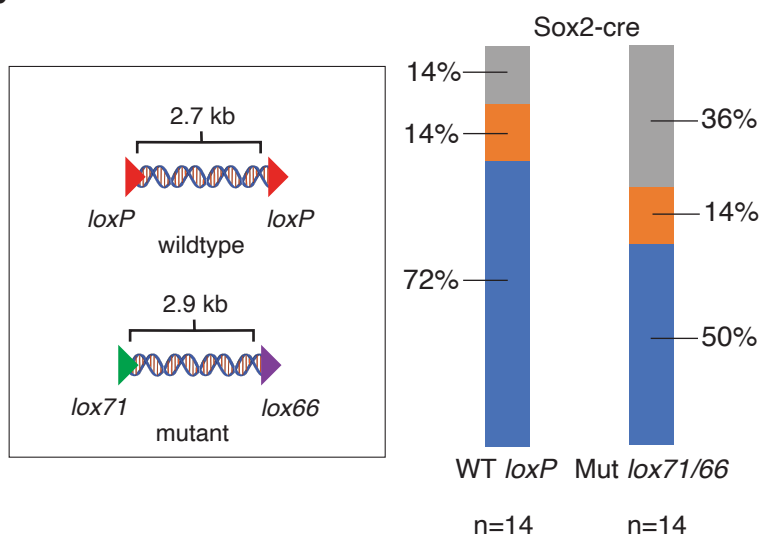 Sox2-cre
2.7 kb
loxP loxP
wildtype
2.9 kb
lox71 lox66
mutant
14%
14%
72%
36%
14%
50%
WT loxP Mut lox71/66
n=14 n=14